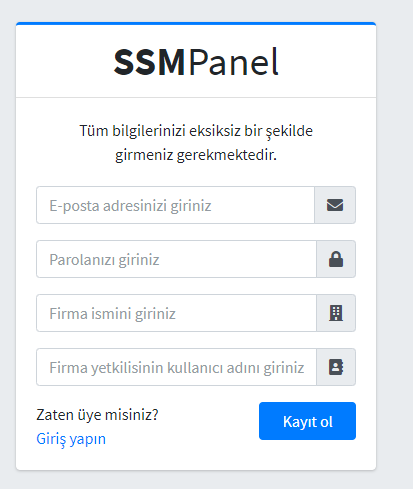 SSMPanel
Tüm bilgilerinizi eksiksiz bir şekilde
girmeniz gerekmektedir.
E-posta adresinizi giriniz
Parolanızı giriniz
Firma ismini giriniz
Firma yetkilisinin kullanıcı adını giriniz
Zaten üye misiniz?
Giriş yapın
Kayıt ol